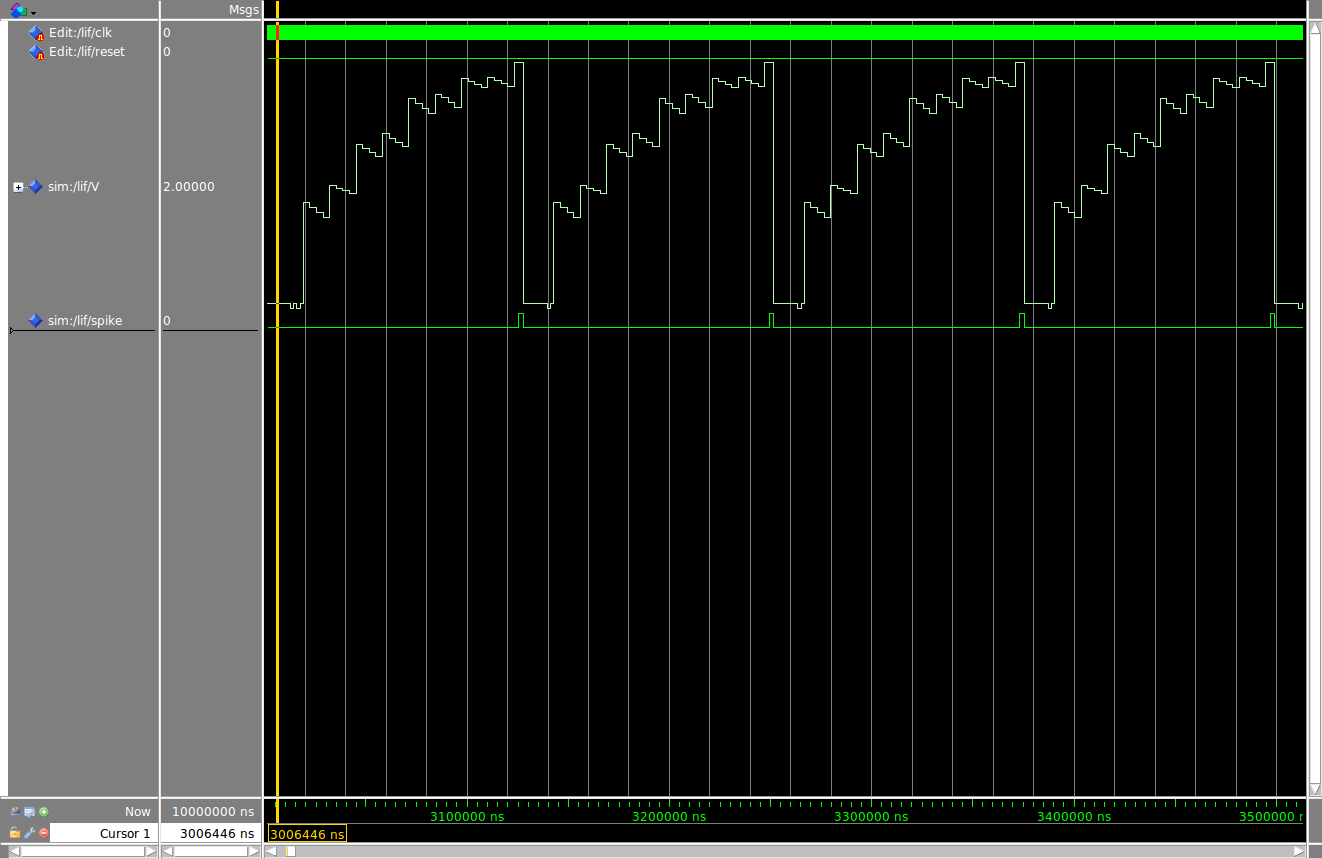 Msgs
Edit:/lif/clk 0
Edit:/lif/reset 0
sim:/lif/V 2.00000
sim:/lif/spike 0
Now 10000000 ns
3100000 ns 3200000 ns 3300000 ns 3400000 ns 3500000 r
Cursor 1 3006446 ns 3006446 ns